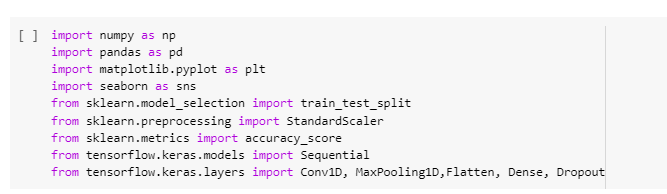 [ ] import numpy as np
import pandas as pd
import matplotlib.pyplot as plt
import seaborn as sns
from sklearn.model_selection import train_test_split
from sklearn.preprocessing import StandardScaler
from sklearn.metrics import accuracy_score
from tensorflow.keras.models import Sequential
from tensorflow.keras.layers import Conv1D, MaxPooling1D,Flatten, Dense, Dropout